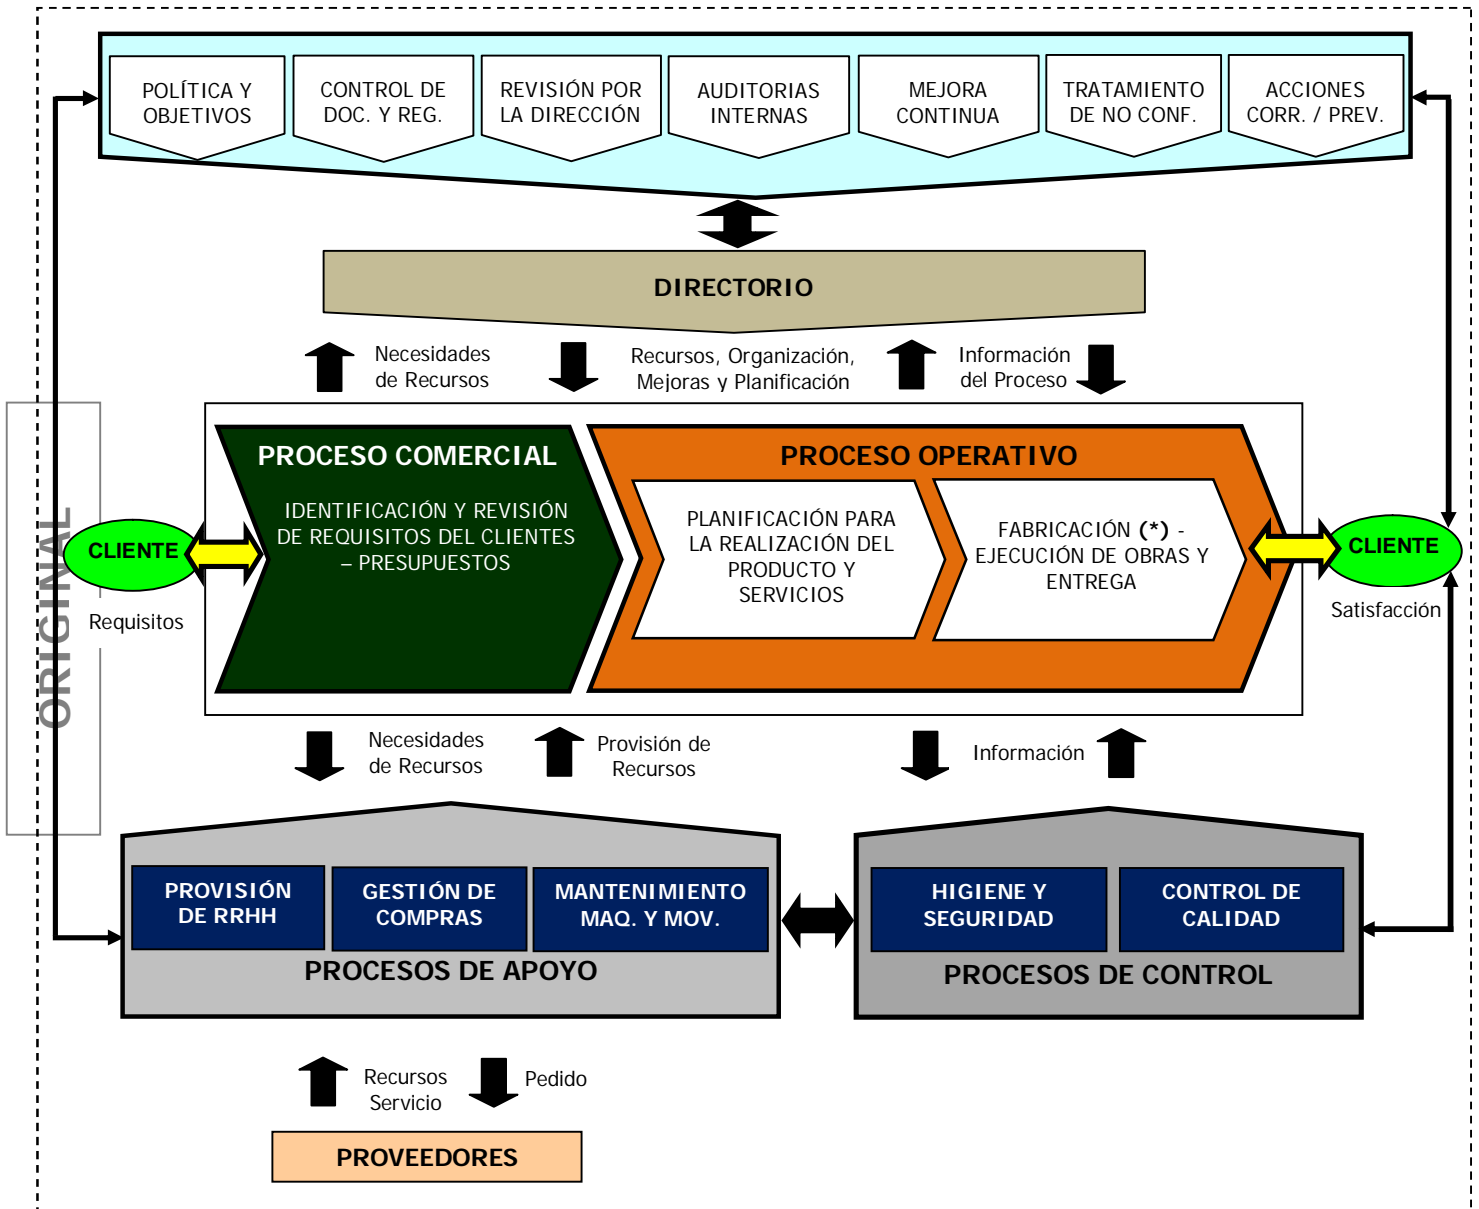 POLÍTICA Y
OBJETIVOS
CONTROL DE
DOC. Y REG.
REVISIÓN POR
LA DIRECCIÓN
AUDITORIAS
INTERNAS
MEJORA
CONTINUA
TRATAMIENTO
DE NO CONF.
ACCIONES
CORR. / PREV.
DIRECTORIO
Necesidades
de Recursos
Recursos, Organización,
Mejoras y Planificación
Información
del Proceso
ORIGINAL
PROCESO COMERCIAL
IDENTIFICACIÓN Y REVISIÓN
DE REQUISITOS DEL CLIENTES
– PRESUPUESTOS
PROCESO OPERATIVO
PLANIFICACIÓN PARA
LA REALIZACIÓN DEL
PRODUCTO Y
SERVICIOS
FABRICACIÓN (*) -
EJECUCIÓN DE OBRAS Y
ENTREGA
CLIENTE
Requisitos
CLIENTE
Satisfacción
Necesidades
de Recursos
Provisión de
Recursos
Información
PROVISIÓN
DE RRHH
GESTIÓN DE
COMPRAS
MANTENIMIENTO
MAQ. Y MOV.
PROCESOS DE APOYO
HIGIENE Y
SEGURIDAD
CONTROL DE
CALIDAD
PROCESOS DE CONTROL
Recursos
Servicio
Pedido
PROVEEDORES